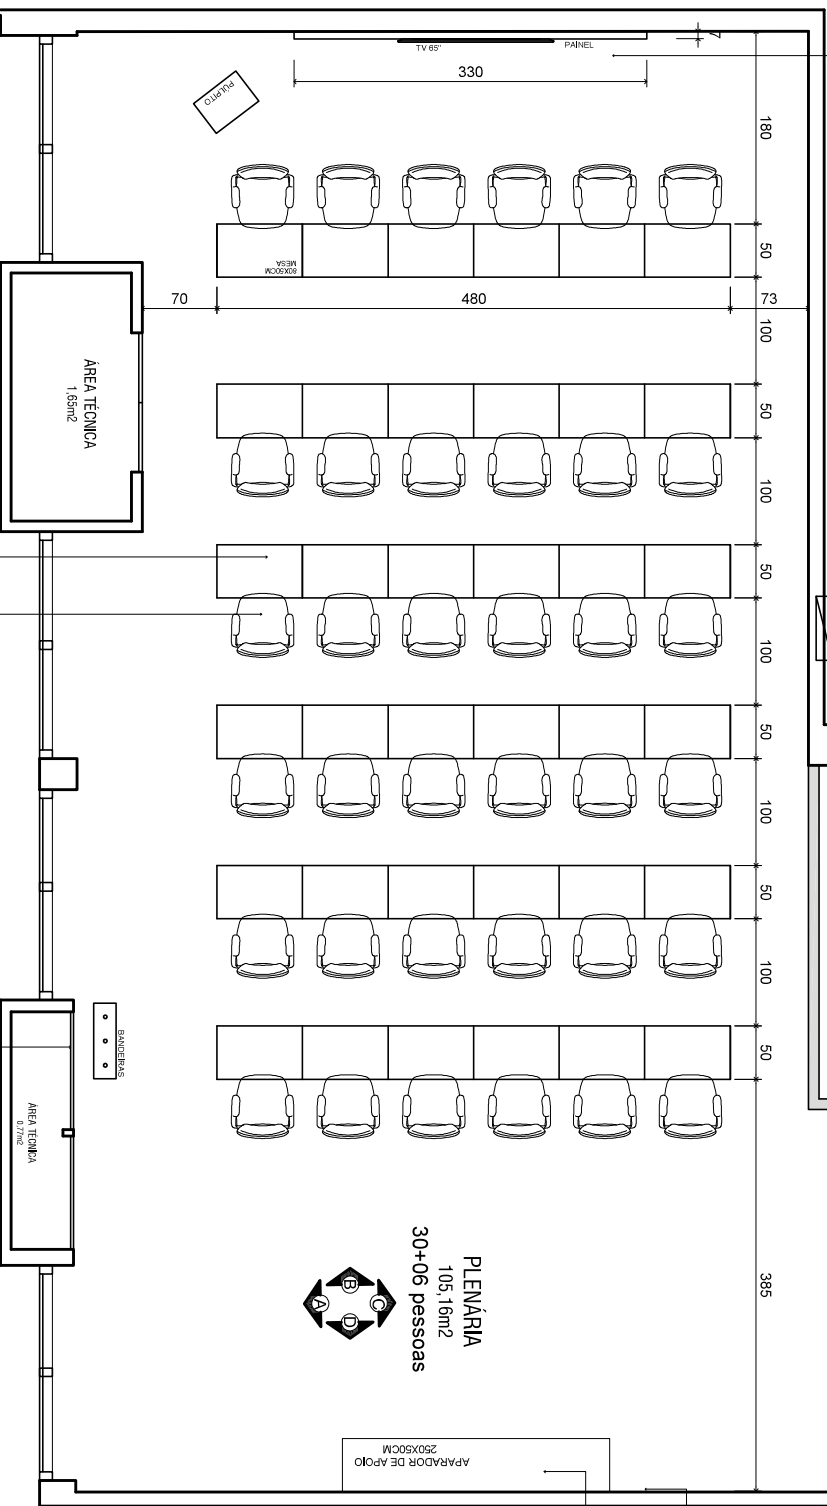 TV 65"
PAINEL
7
330
PÚLPITO
180
50
MESA
80X50CM
70
480
73
100
ÁREA TÉCNICA
1,65m2
50
100
50
100
50
100
50
100
50
BANDEIRAS
ÁREA TÉCNICA
0,77m2
PLENÁRIA
105,16m2
30+06 pessoas
385
B
C
A
D
APARADOR DE APOIO
250X50CM